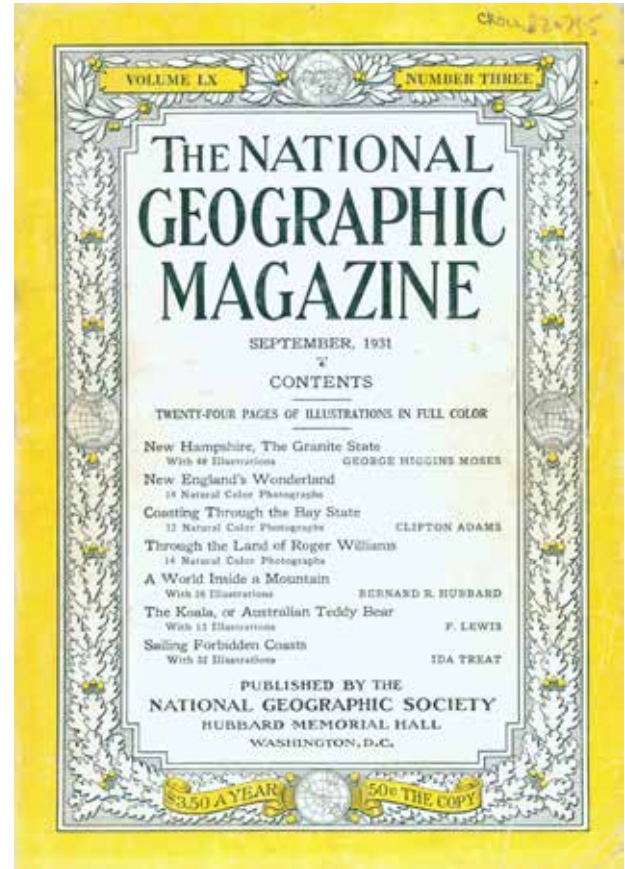 VOLUME LX
NUMBER THREE
THE NATIONAL
GEOGRAPHIC
MAGAZINE
SEPTEMBER, 1931
CONTENTS
TWENTY-FOUR PAGES OF ILLUSTRATIONS IN FULL COLOR
New Hampshire, The Granite State
With Illustrations GEORGE HIGGINS MOSES
New England's Wonderland
Natural Color Photographs
Coasting Through the Bay State
12 Natural Color Photographs CLIFTON ADAMS
Through the Land of Roger Williams
14 Natural Color Photographs
A World Inside a Mountain
With Illustrations BERNARD R. HUBBARD
The Koala, or Australian Teddy Bear
With 13 Illustrations F. LEWIS
Sailing Forbidden Coasts
With Illustrations IDA TREAT
PUBLISHED BY THE
NATIONAL GEOGRAPHIC SOCIETY
HUBBARD MEMORIAL HALL
WASHINGTON, D.C.
$3.50 A YEAR
50¢ THE COPY